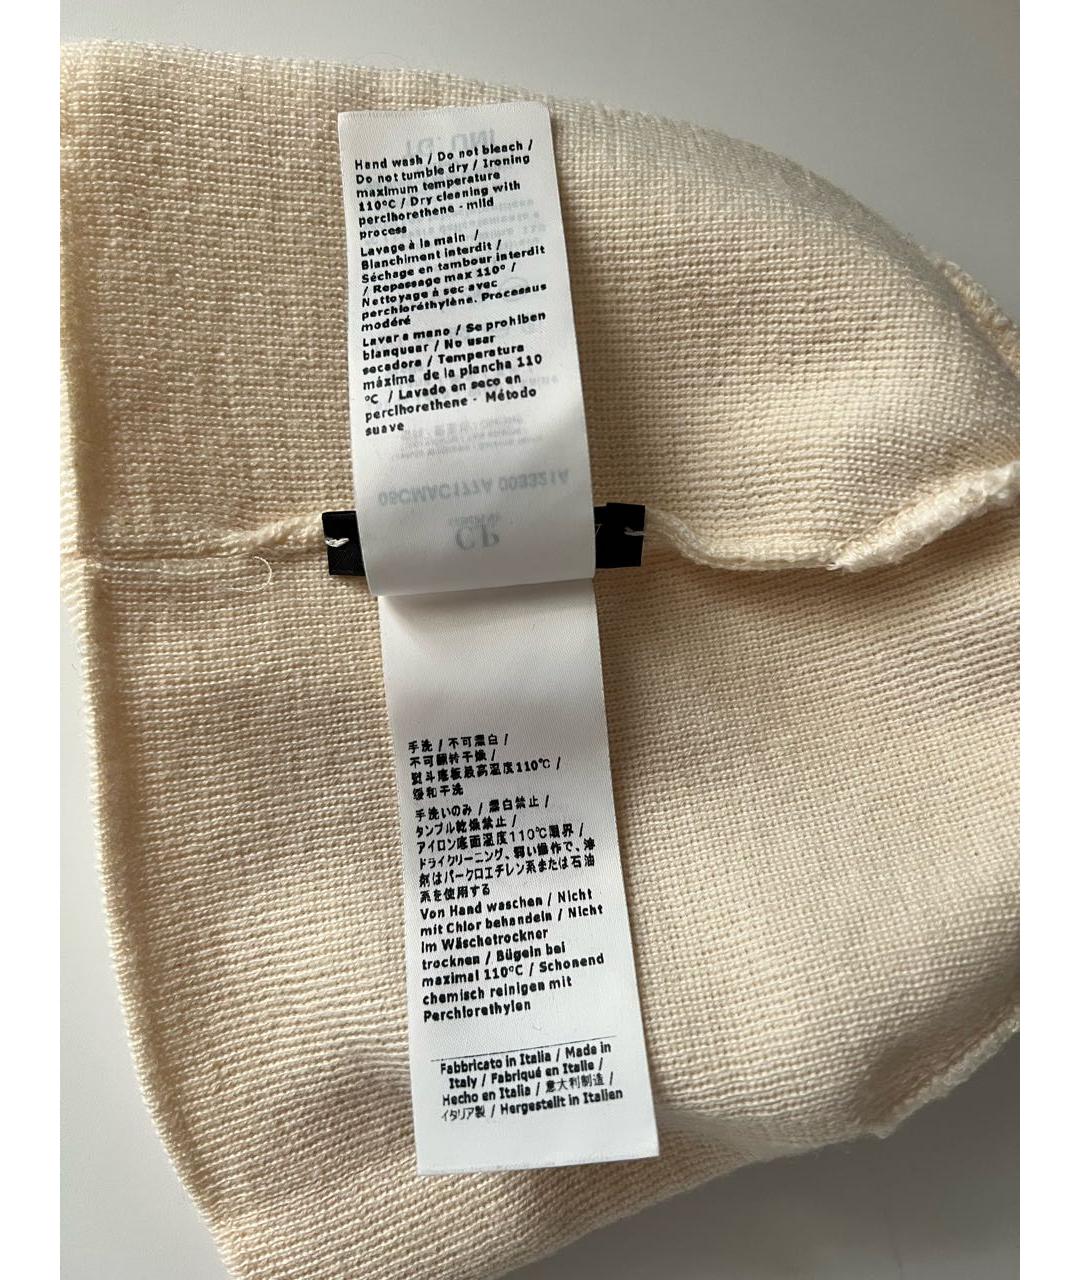 Hand wash / Do not bleach /
Do not tumble dry / Ironing
maximum temperature
110°C / Dry cleaning with
perclhorethene - mild
process
Lavage à la main /
Blanchiment interdit /
Séchage en tambour interdit
/ Repassage max 110° /
Nettoyage à sec avec
perchloréthylène. Processus
modéré
Lavar a mano / Se prohiben
blanquear / No usar
secadora / Temperatura
máxima de la plancha 110
°C / Lavado en seco en
perclhorethene - Método
suave
05CMAC177A 003321A
CP
手洗 / 不可漂白 /
不可翻转干燥 /
熨斗底板最高温度110℃ /
缓和干洗
手洗いのみ / 漂白禁止 /
タンブル乾燥禁止 /
アイロン底面温度110℃限界 /
ドライクリーニング、弱い操作で、溶
剤はパークロエチレン系または石油
系を使用する
Von Hand waschen / Nicht
mit Chlor behandeln / Nicht
im Wäschetrockner
trocknen / Bügeln bei
maximal 110°C / Schonend
chemisch reinigen mit
Perchlorethylen
Fabbricato in Italia / Made in
Italy / Fabriqué en Italie /
Hecho en Italia / 意大利制造 /
イタリア製 / Hergestellt in Italien